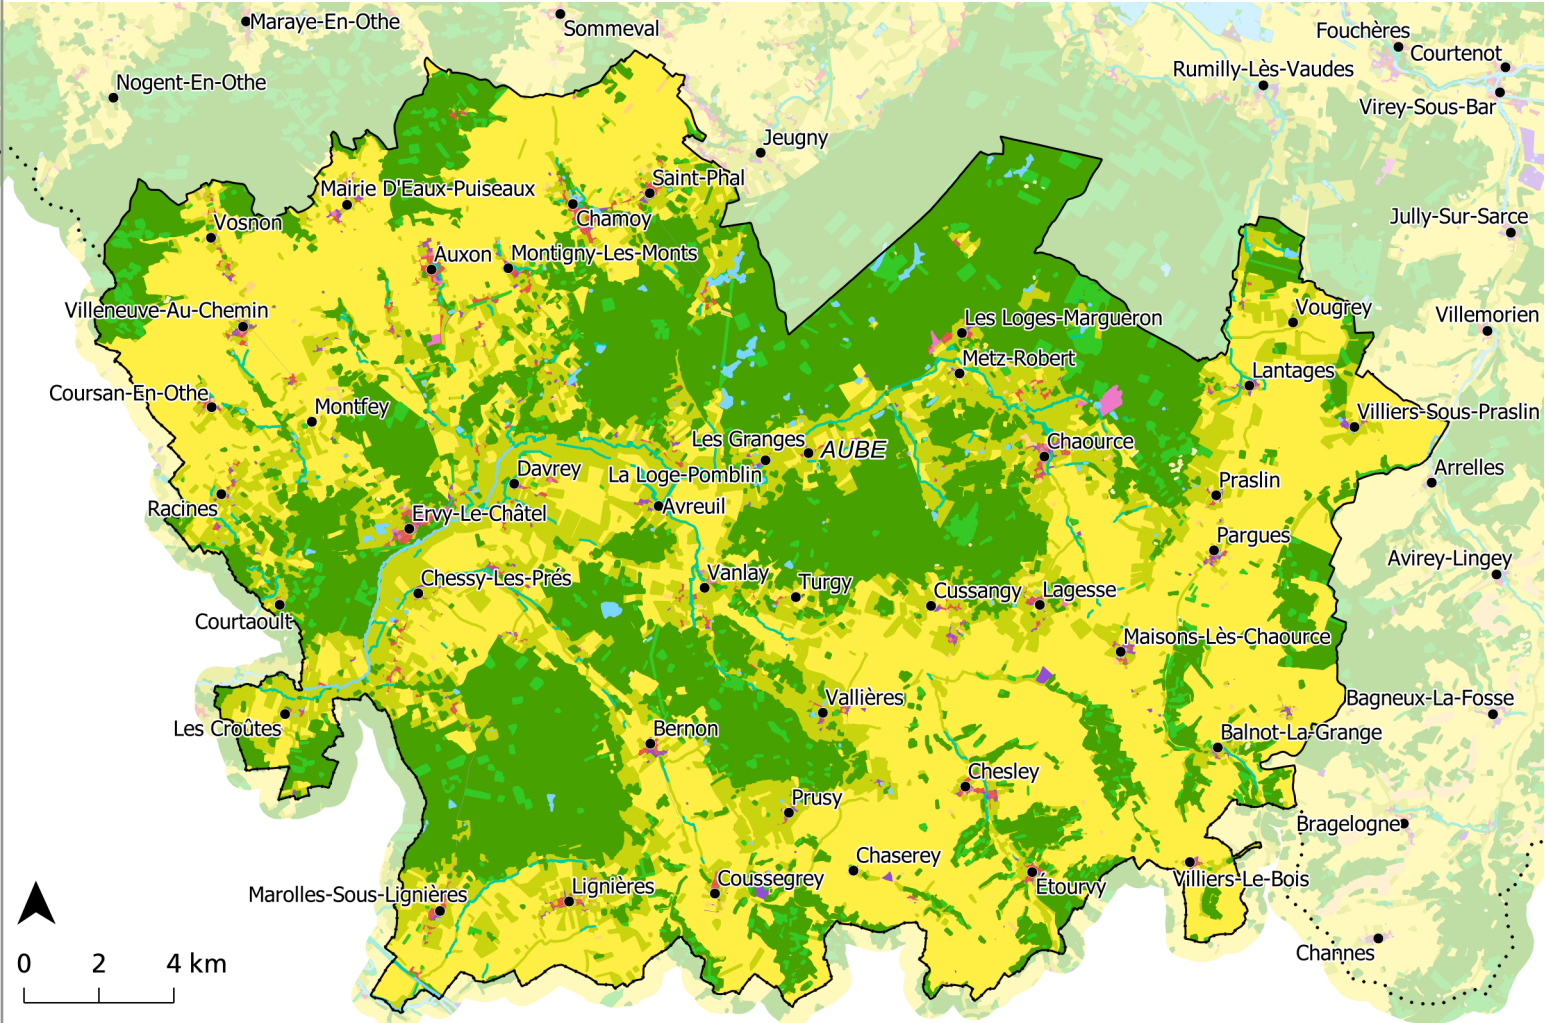 Maraye-En-Othe
Sommeval
Fouchères
Courtenot
Nogent-En-Othe
Rumilly-Lès-Vaudes
Virey-Sous-Bar
Jeugny
Saint-Phal
Mairie D'Eaux-Puiseaux
Chamoy
Jully-Sur-Sarce
Vosnon
Auxon
Montigny-Les-Monts
Villeneuve-Au-Chemin
Les Loges-Margueron
Vougrey
Villemorien
Metz-Robert
Lantages
Coursan-En-Othe
Montfey
Villiers-Sous-Praslin
Les Granges
AUBE
Chaource
Davrey
La Loge-Pomblin
Arrelles
Praslin
Racines
Ervy-Le-Châtel
Avreuil
Pargues
Avirey-Lingey
Chessy-Les-Prés
Vanlay
Turgy
Cussangy
Lagesse
Courtaoult
Maisons-Lès-Chaource
Vallières
Bagneux-La-Fosse
Les Croûtes
Bernon
Balnot-La-Grange
Chesley
Prusy
Bragelogne
Chaserey
Marolles-Sous-Lignières
Lignières
Coussegrey
Étourvy
Villiers-Le-Bois
Channes
0 2 4 km